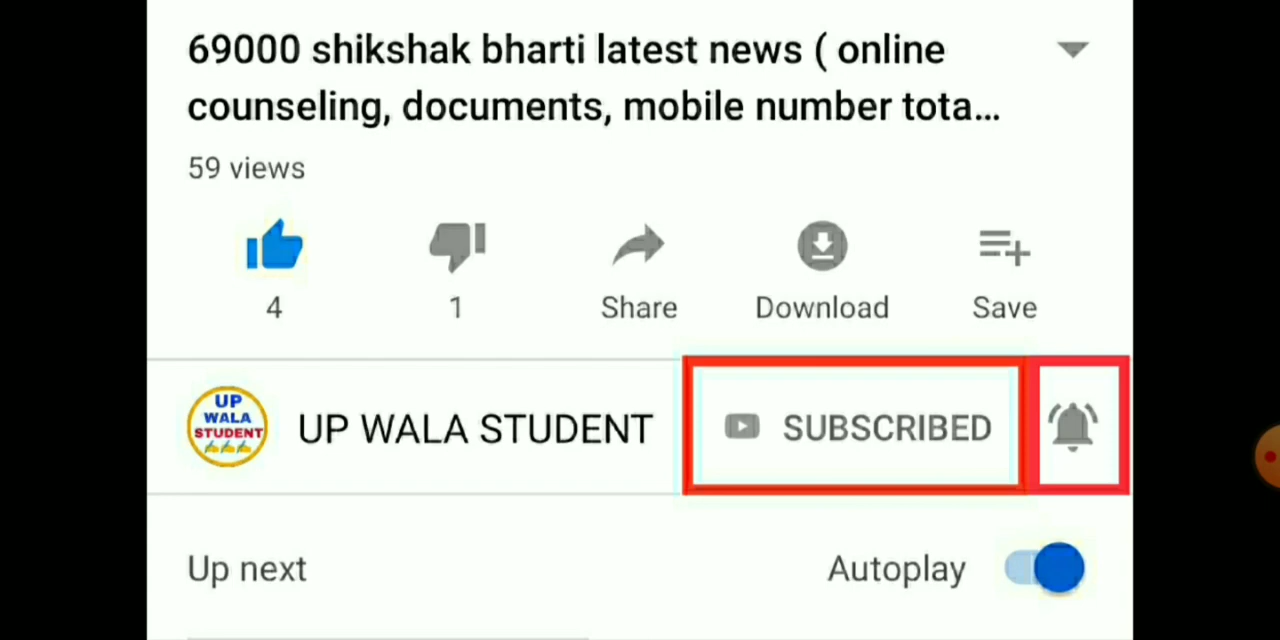 69000 shikshak bharti latest news ( online
counseling, documents, mobile number tota...
59 views
4
1
Share
Download
Save
UP
WALA
STUDENT
UP WALA STUDENT
SUBSCRIBED
Up next
Autoplay